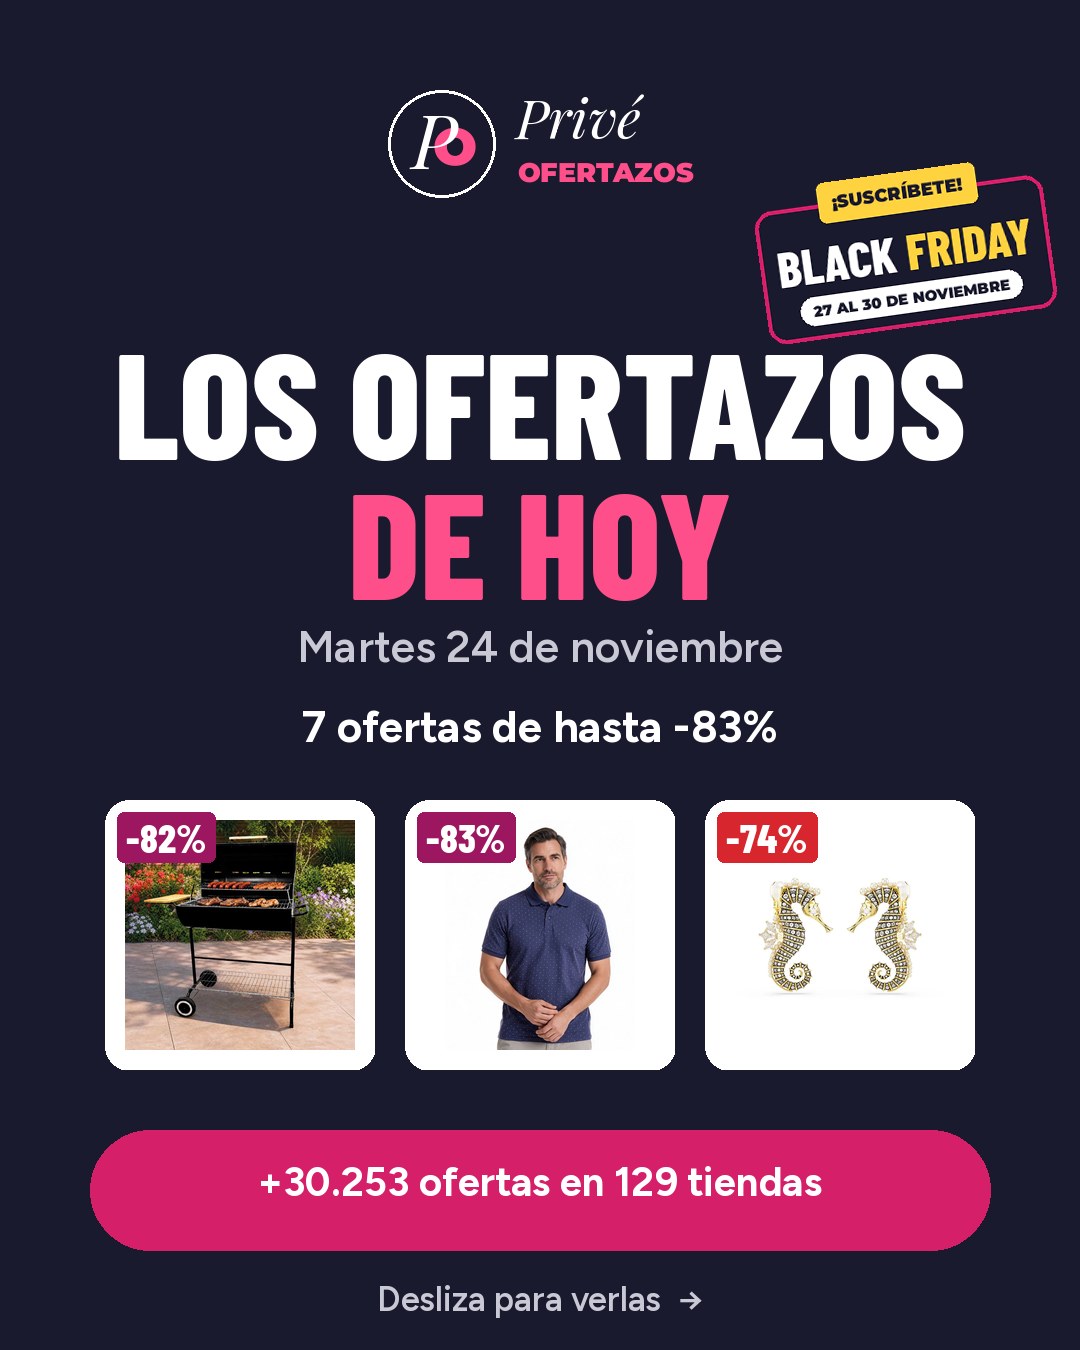 PO
Privé
OFERTAZOS
¡SUSCRÍBETE!
BLACK FRIDAY
27 AL 30 DE NOVIEMBRE
LOS OFERTAZOS
DE HOY
Martes 24 de noviembre
7 ofertas de hasta -83%
-82%
-83%
-74%
+30.253 ofertas en 129 tiendas
Desliza para verlas →